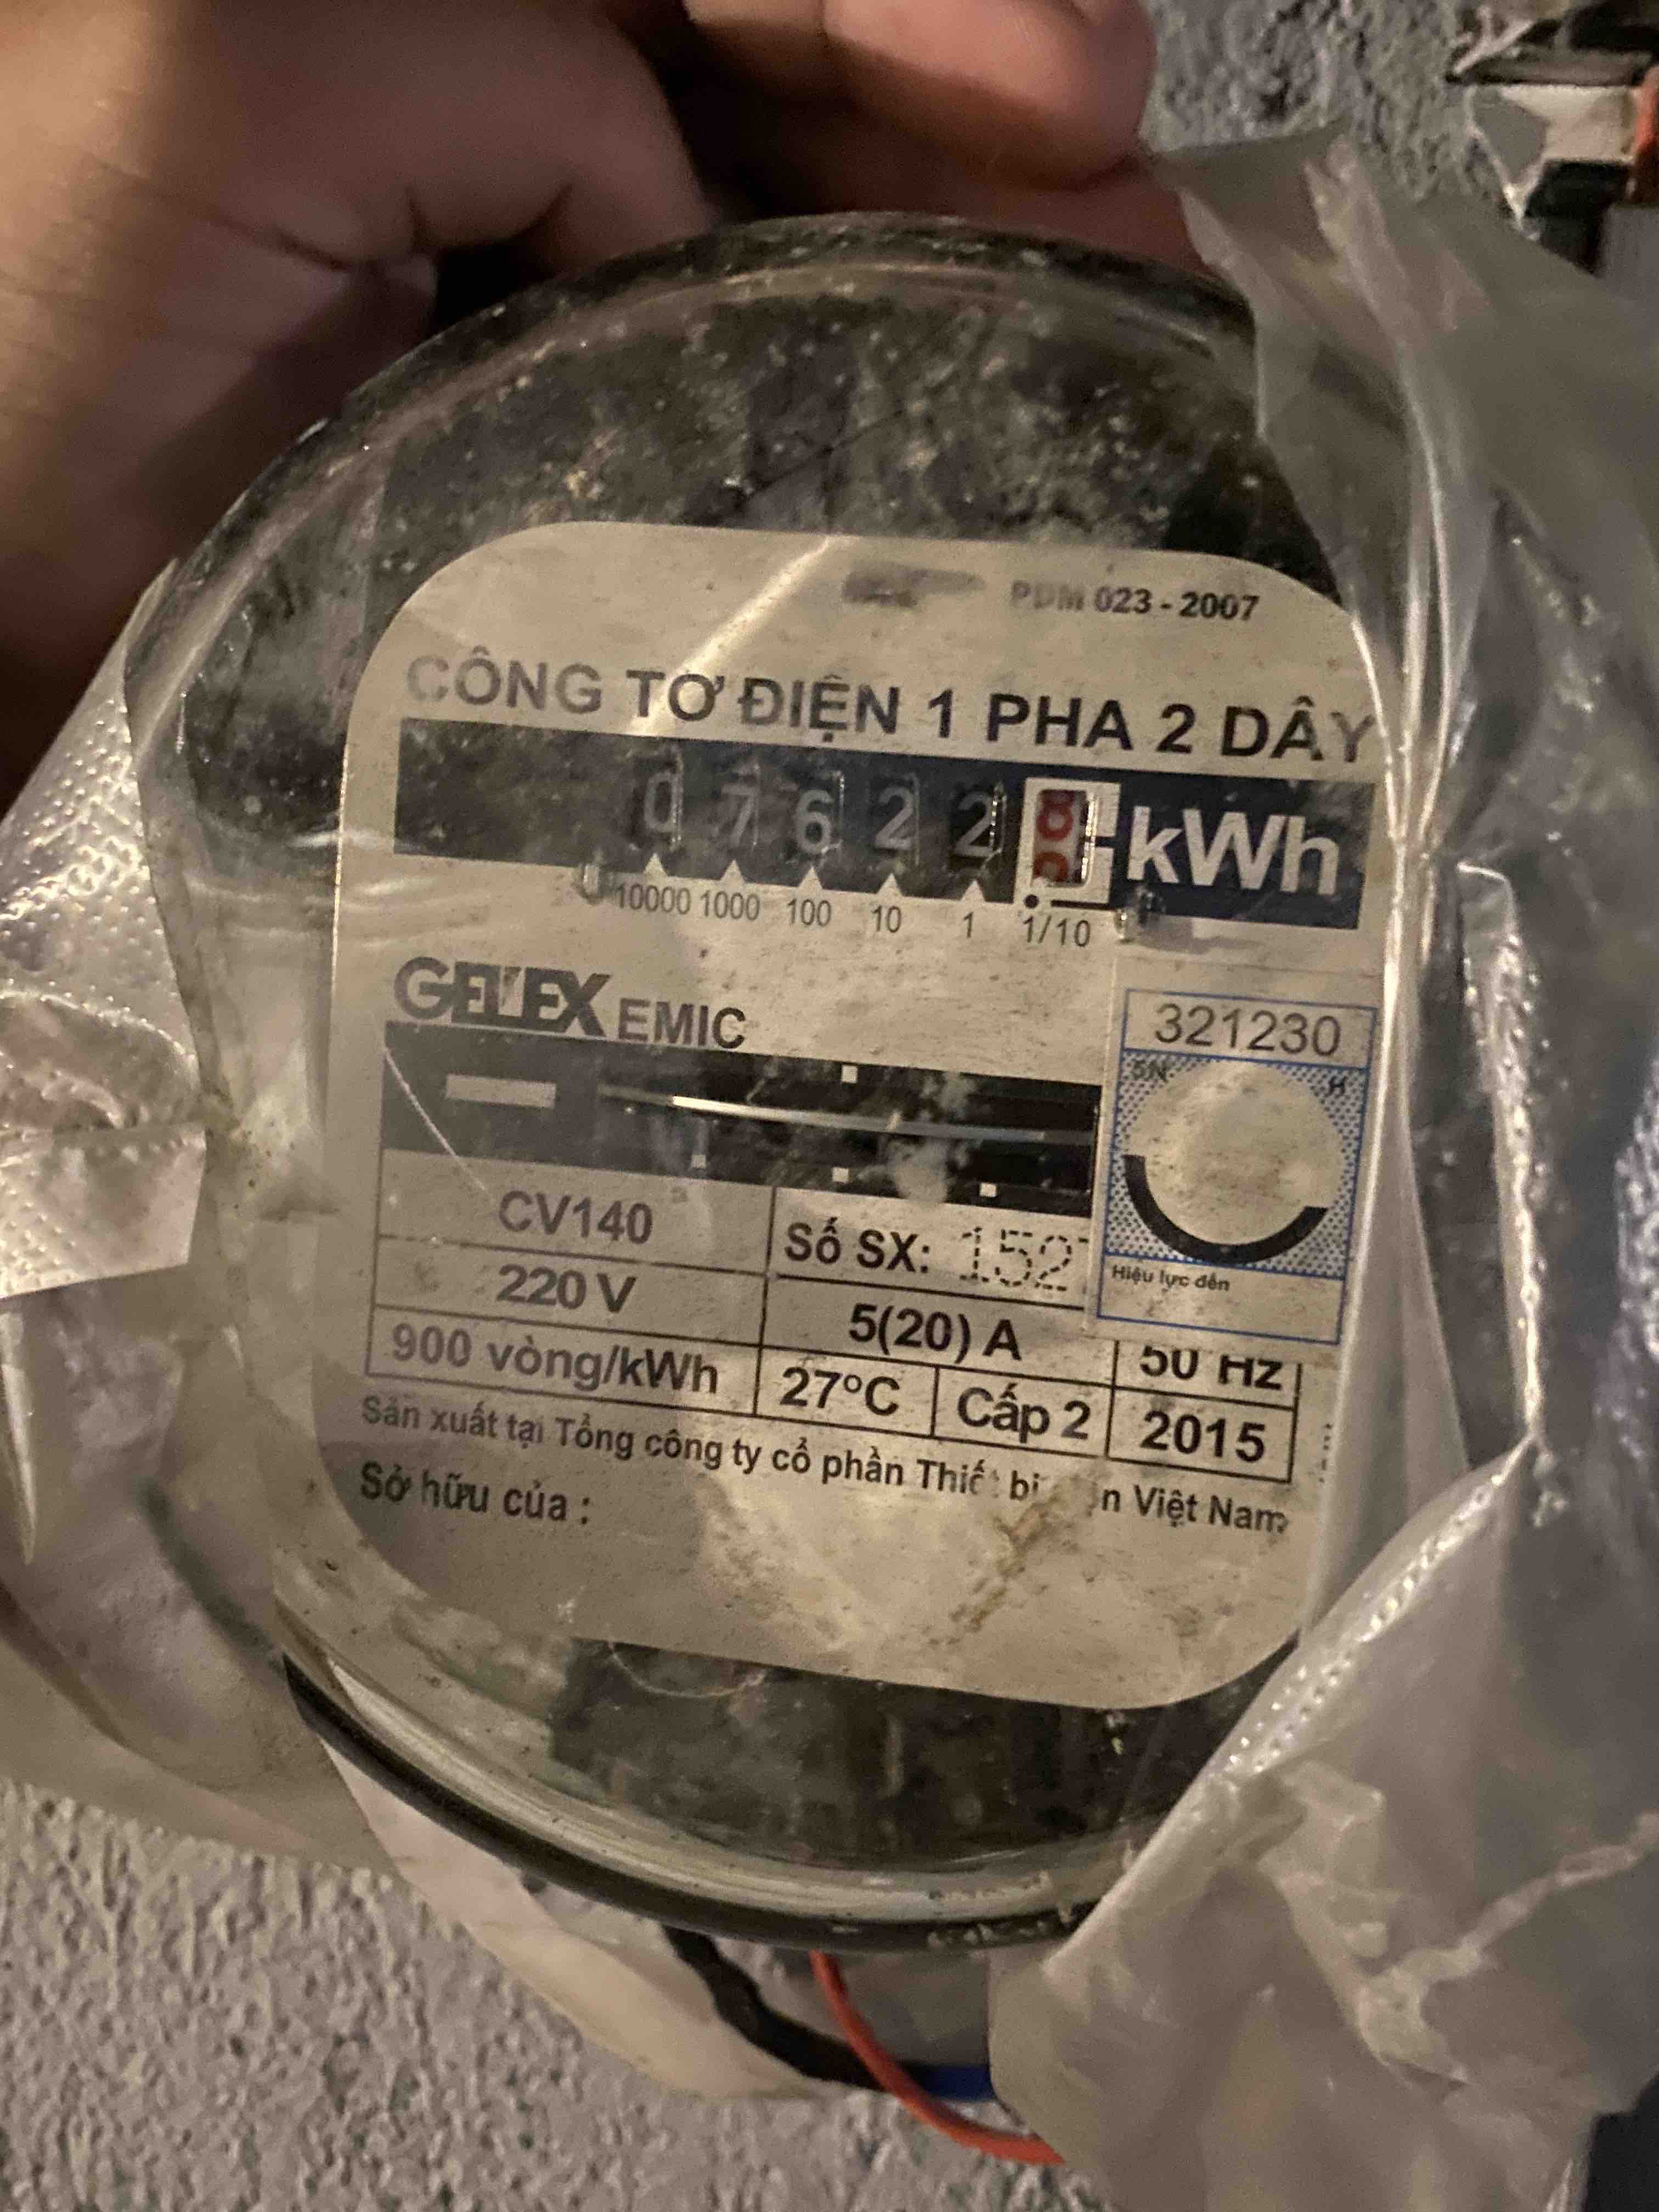 PDM 023 - 2007
CÔNG TƠ ĐIỆN 1 PHA 2 DÂY
0 7 6 2 2 kWh
10000 1000 100 10 1 1/10
GELEX EMIC
321230
5N H
Hiệu lực đến
CV140 Số SX: 152
220 V 5(20) A 50 Hz
900 vòng/kWh 27°C Cấp 2 2015
Sản xuất tại Tổng công ty cổ phần Thiết bị Việt Nam
Sở hữu của :